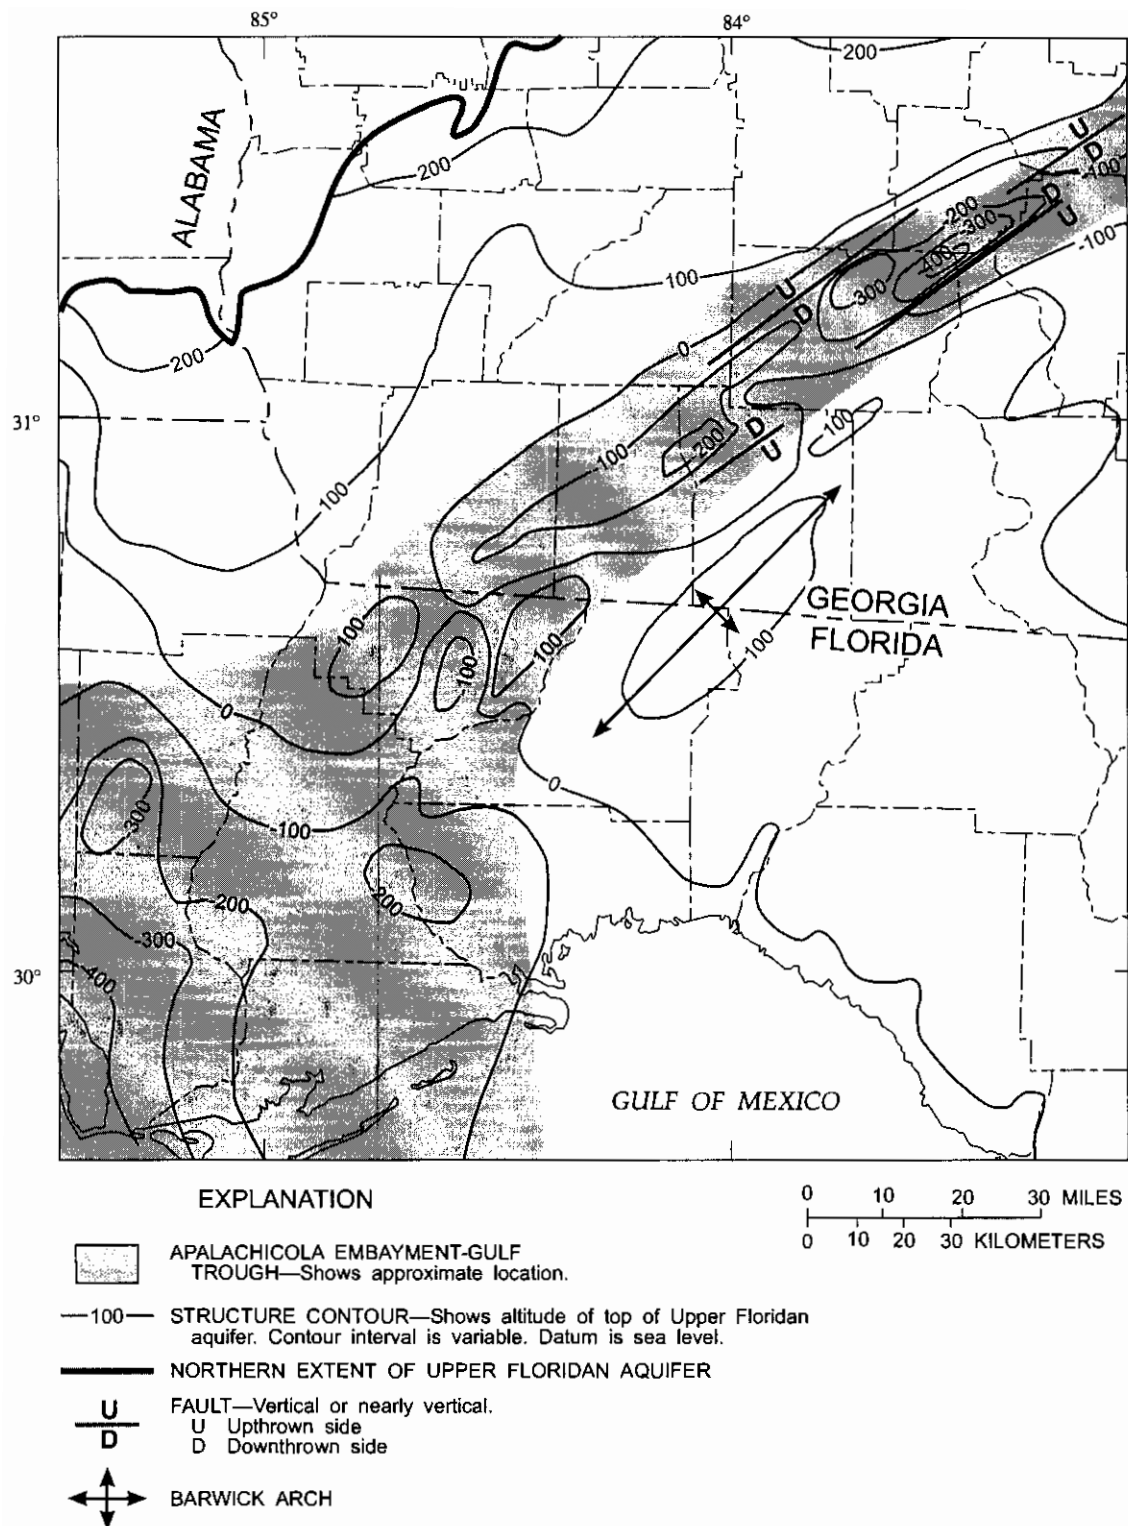 85°
84°
200
ALABAMA
U
D
-100
200
D
U
-200
-300
-100
-400
100
-300
U
D
0
200
31°
D
U
100
-200
-100
100
GEORGIA
FLORIDA
100
100
-100
100
0
0
-300
-100
-200
-200
-300
30°
-400
GULF OF MEXICO
EXPLANATION
0 10 20 30 MILES
0 10 20 30 KILOMETERS
APALACHICOLA EMBAYMENT-GULF
TROUGH—Shows approximate location.
—100— STRUCTURE CONTOUR—Shows altitude of top of Upper Floridan
aquifer. Contour interval is variable. Datum is sea level.
NORTHERN EXTENT OF UPPER FLORIDAN AQUIFER
U
D
FAULT—Vertical or nearly vertical.
U Upthrown side
D Downthrown side
BARWICK ARCH